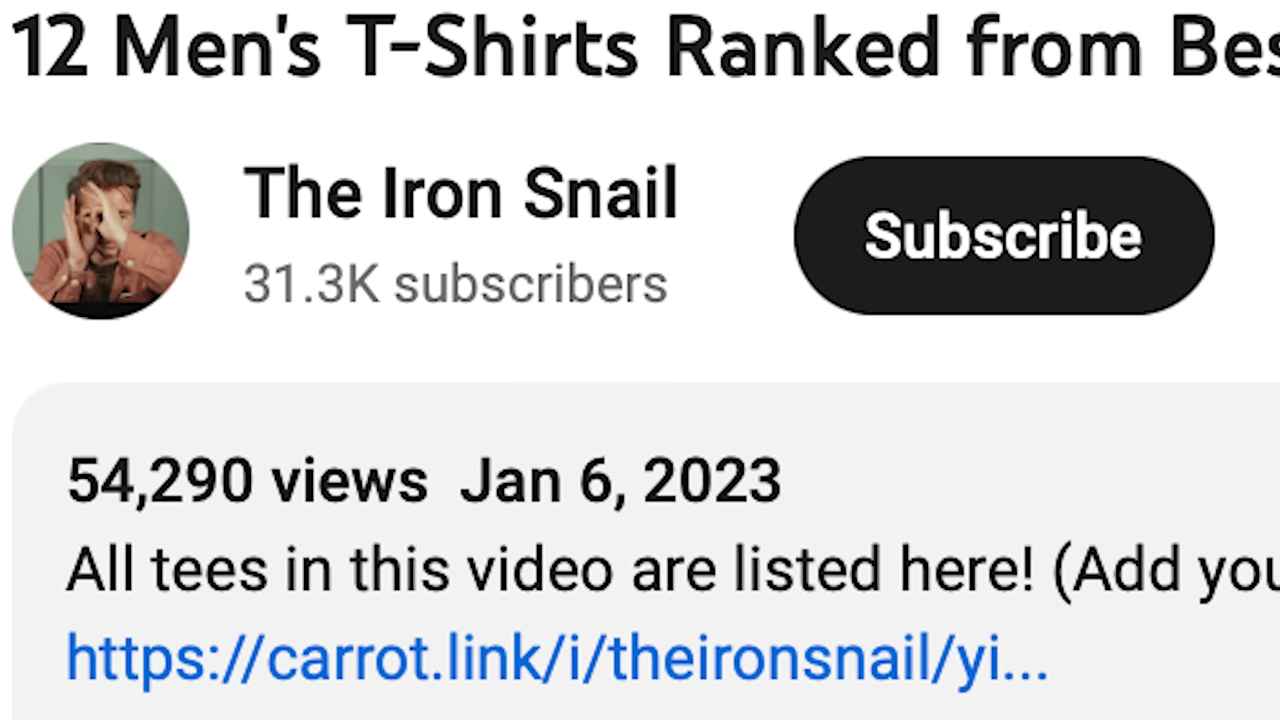 12 Men's T-Shirts Ranked from Bes
The Iron Snail
31.3K subscribers
Subscribe
54,290 views  Jan 6, 2023
All tees in this video are listed here! (Add you
https://carrot.link/i/theironsnail/yi...